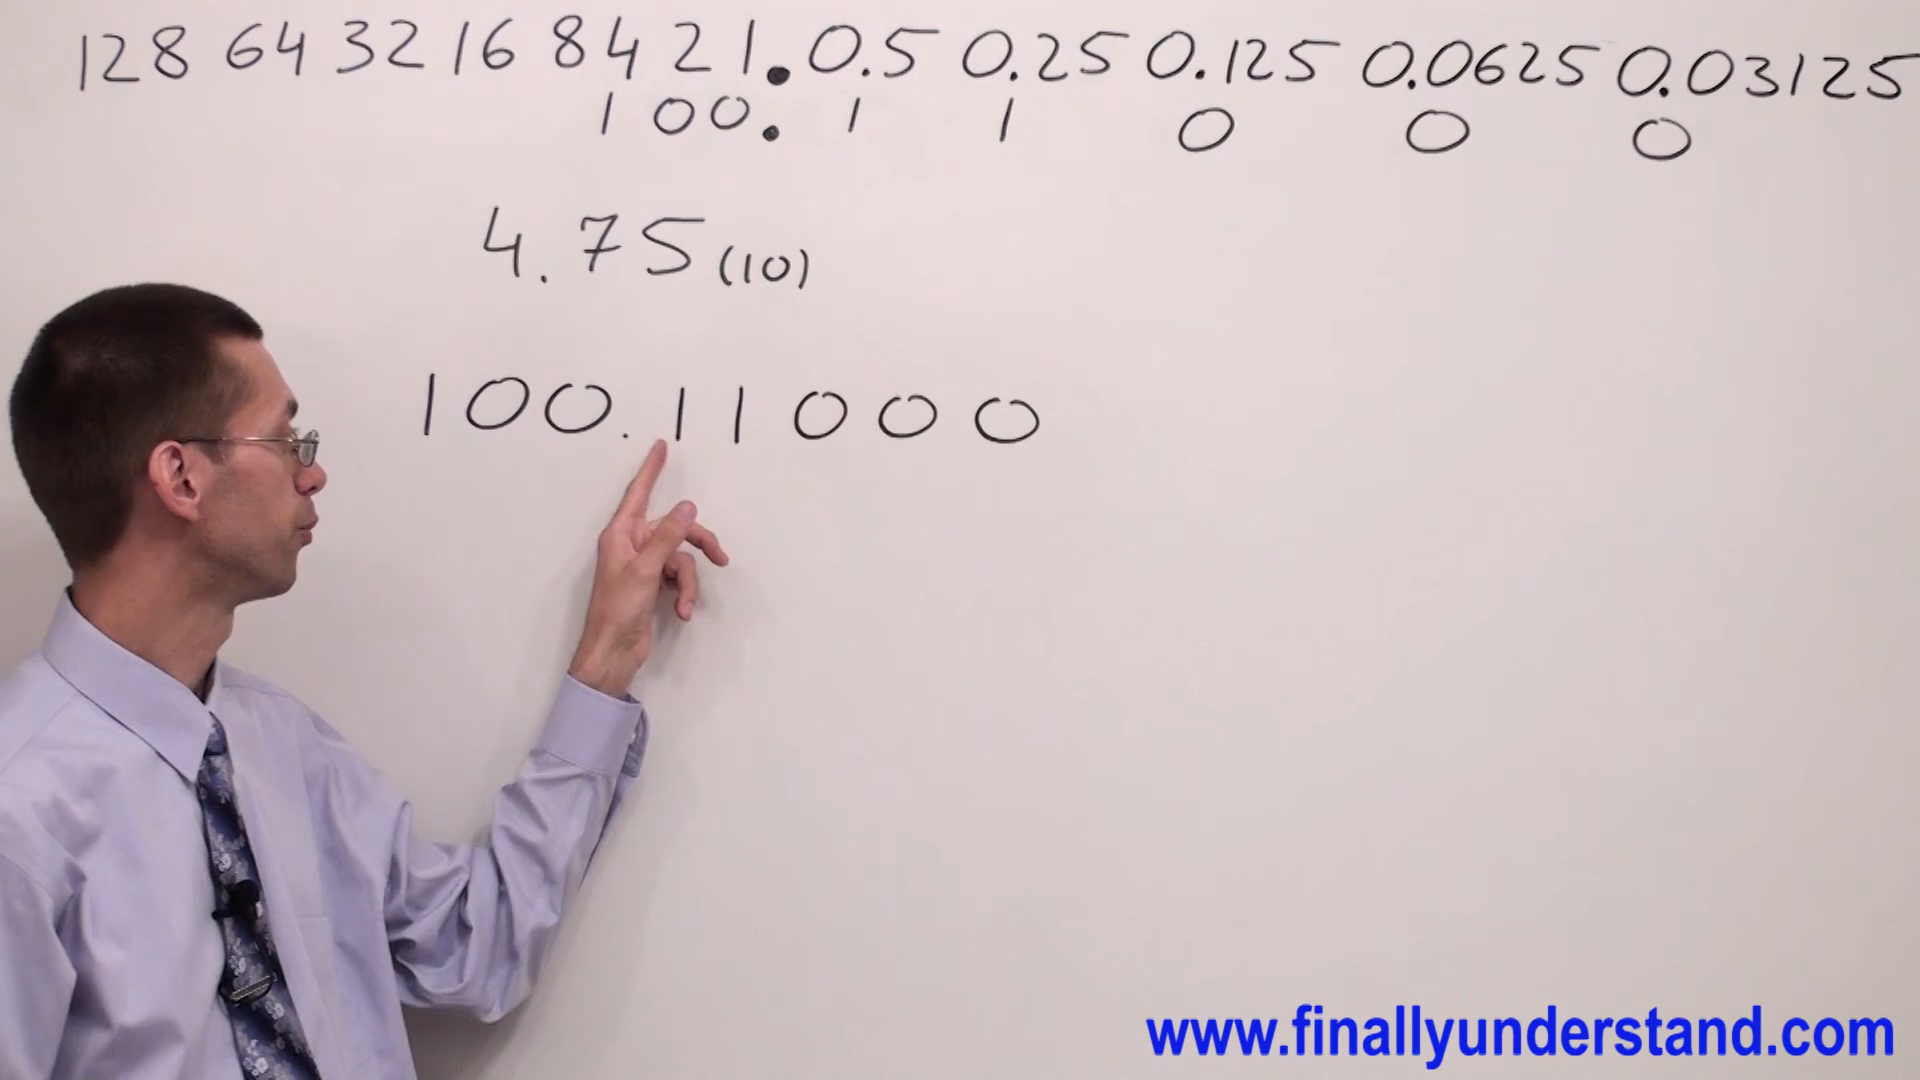 128 64 32 16 8 4 2 1 . 0.5 0.25 0.125 0.0625 0.03125
1 0 0 . 1 1 0 0 0
4.75 (10)
100.11000
www.finallyunderstand.com